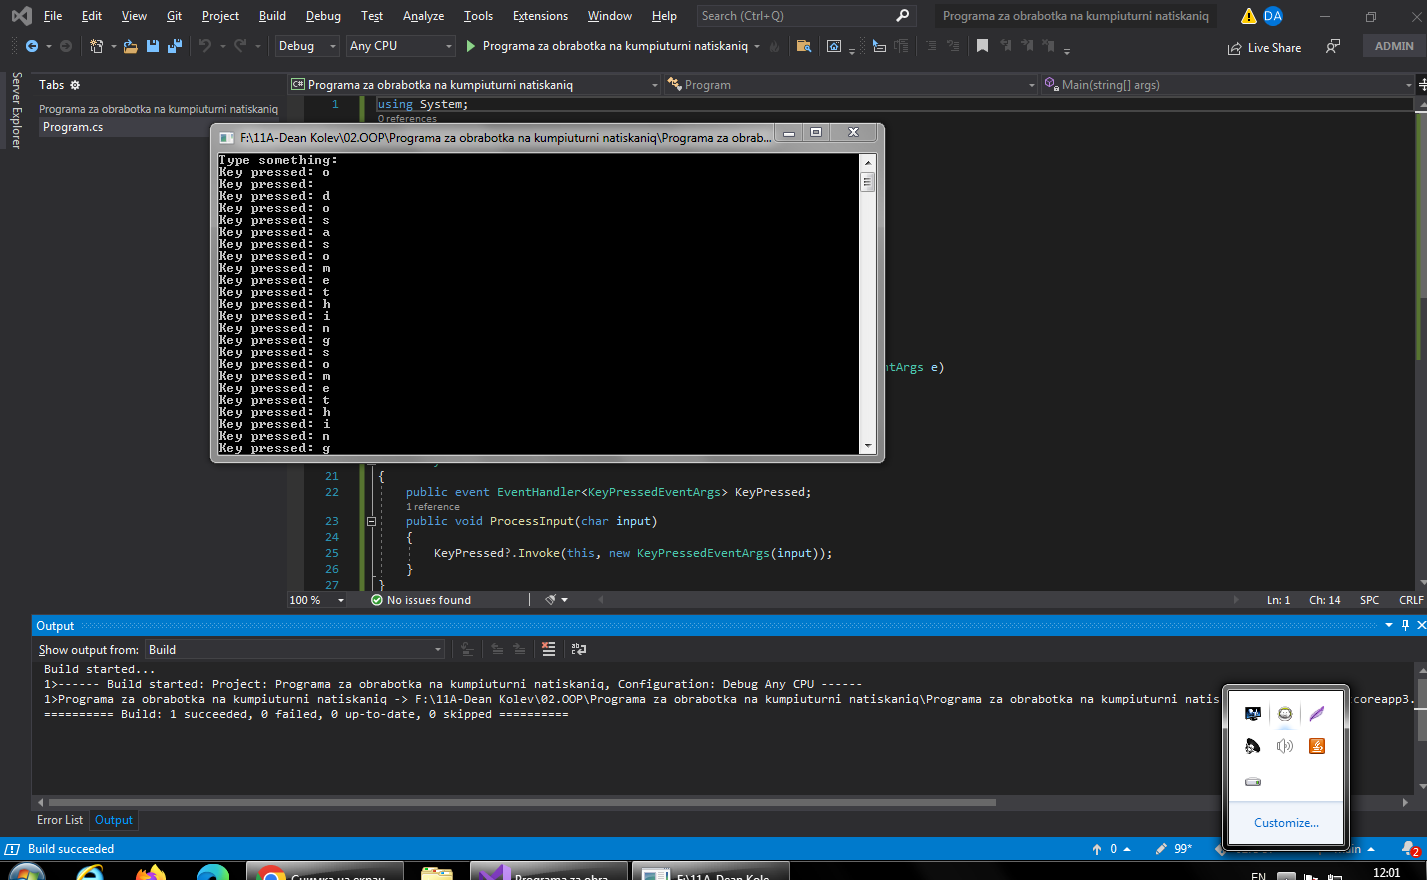 File Edit View Git Project Build Debug Test Analyze Tools Extensions Window Help Search (Ctrl+Q) Programa za obrabotka na kumpiuturni natiskaniq DA
Debug Any CPU Programa za obrabotka na kumpiuturni natiskaniq Live Share ADMIN
Server Explorer
Tabs
Programa za obrabotka na kumpiuturni natiskaniq
Program.cs
Programa za obrabotka na kumpiuturni natiskaniq Program Main(string[] args)
1 using System;
0 references
F:\11A-Dean Kolev\02.OOP\Programa za obrabotka na kumpiuturni natiskaniq\Programa za obrab...
Type something:
Key pressed: o
Key pressed:
Key pressed: d
Key pressed: o
Key pressed: s
Key pressed: a
Key pressed: s
Key pressed: o
Key pressed: m
Key pressed: e
Key pressed: t
Key pressed: h
Key pressed: i
Key pressed: n
Key pressed: g
Key pressed: s
Key pressed: o
Key pressed: m
Key pressed: e
Key pressed: t
Key pressed: h
Key pressed: i
Key pressed: n
Key pressed: g
ntArgs e)
21 {
22 public event EventHandler<KeyPressedEventArgs> KeyPressed;
1 reference
23 public void ProcessInput(char input)
24 {
25 KeyPressed?.Invoke(this, new KeyPressedEventArgs(input));
26 }
27 }
100 % No issues found Ln: 1 Ch: 14 SPC CRLF
Output
Show output from: Build
Build started...
1>------ Build started: Project: Programa za obrabotka na kumpiuturni natiskaniq, Configuration: Debug Any CPU ------
1>Programa za obrabotka na kumpiuturni natiskaniq -> F:\11A-Dean Kolev\02.OOP\Programa za obrabotka na kumpiuturni natiskaniq\Programa za obrabotka na kumpiuturni natis coreapp3.
========== Build: 1 succeeded, 0 failed, 0 up-to-date, 0 skipped ==========
Customize...
Error List Output
Build succeeded 0 99* 2
Снимка на екран Programa za obra F:\11A-Dean Kole EN 12:01